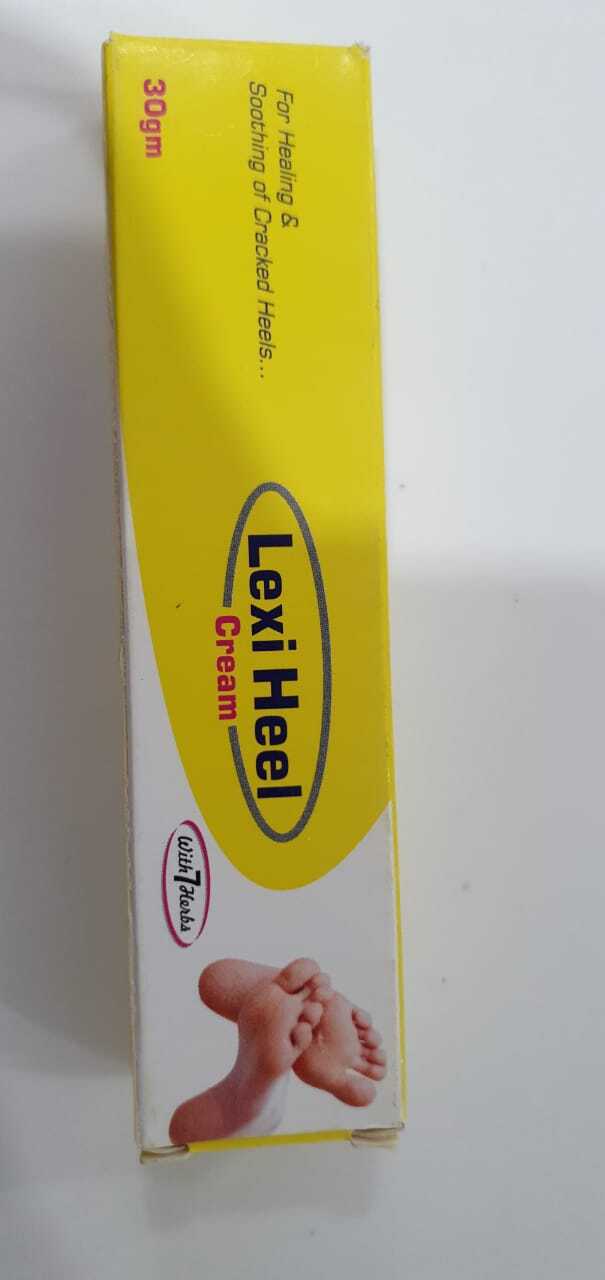 For Healing &
Soothing of Cracked Heels...
30gm
Lexi Heel
Cream
With 7 Herbs